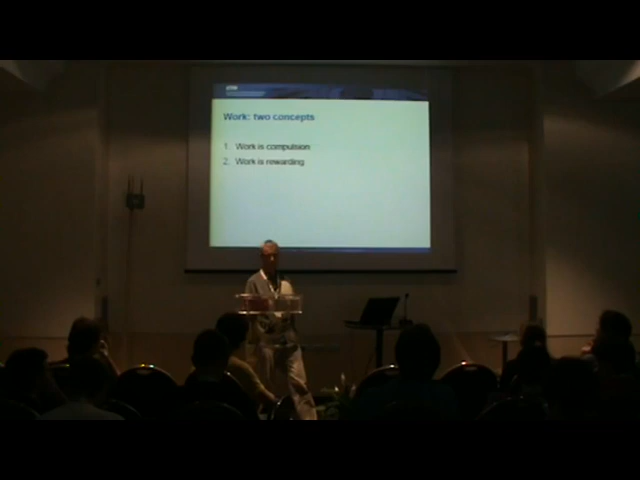 Work: two concepts
1. Work is compulsion
2. Work is rewarding